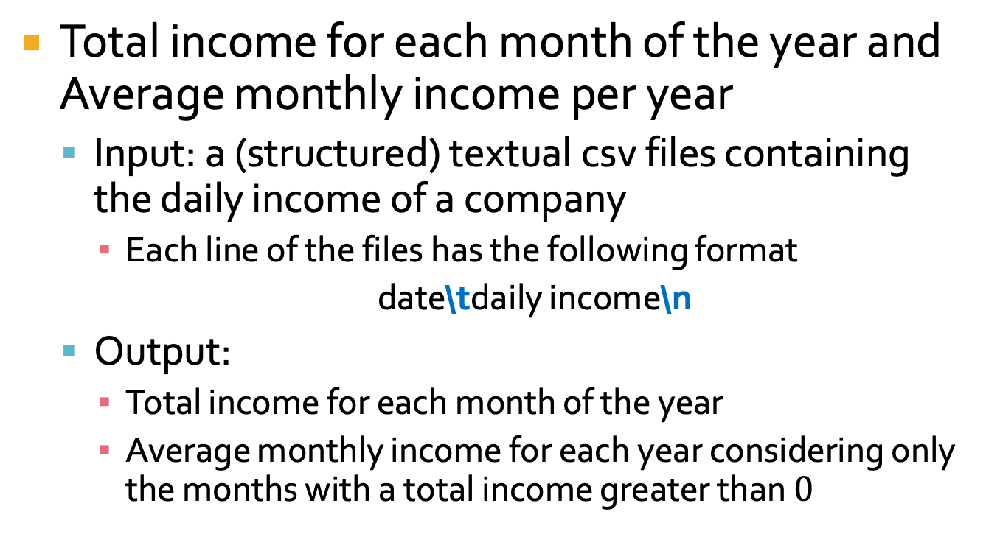 Total income for each month of the year and
Average monthly income per year
Input: a (structured) textual csv files containing
the daily income of a company
Each line of the files has the following format
date\tdaily income\n
Output:
Total income for each month of the year
Average monthly income for each year considering only
the months with a total income greater than 0